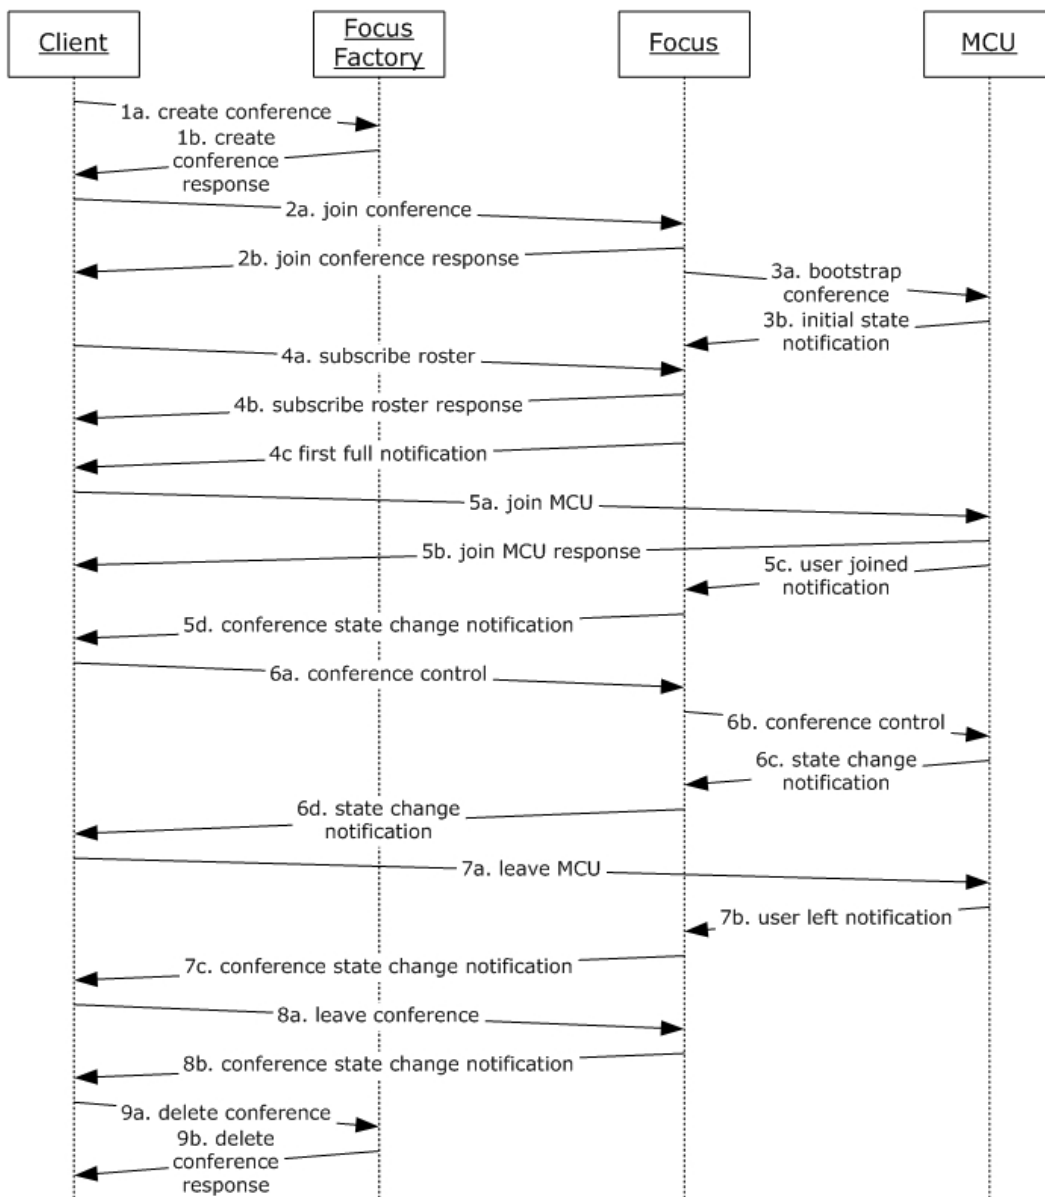 Client
Focus
Factory
Focus
MCU
1a. create conference
1b. create
conference
response
2a. join conference
2b. join conference response
3a. bootstrap
conference
3b. initial state
notification
4a. subscribe roster
4b. subscribe roster response
4c first full notification
5a. join MCU
5b. join MCU response
5c. user joined
notification
5d. conference state change notification
6a. conference control
6b. conference control
6c. state change
notification
6d. state change
notification
7a. leave MCU
7b. user left notification
7c. conference state change notification
8a. leave conference
8b. conference state change notification
9a. delete conference
9b. delete
conference
response